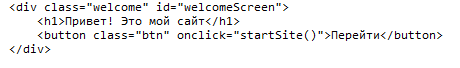 <div class="welcome" id="welcomeScreen">
    <h1>Привет! Это мой сайт</h1>
    <button class="btn" onclick="startSite()">Перейти</button>
</div>